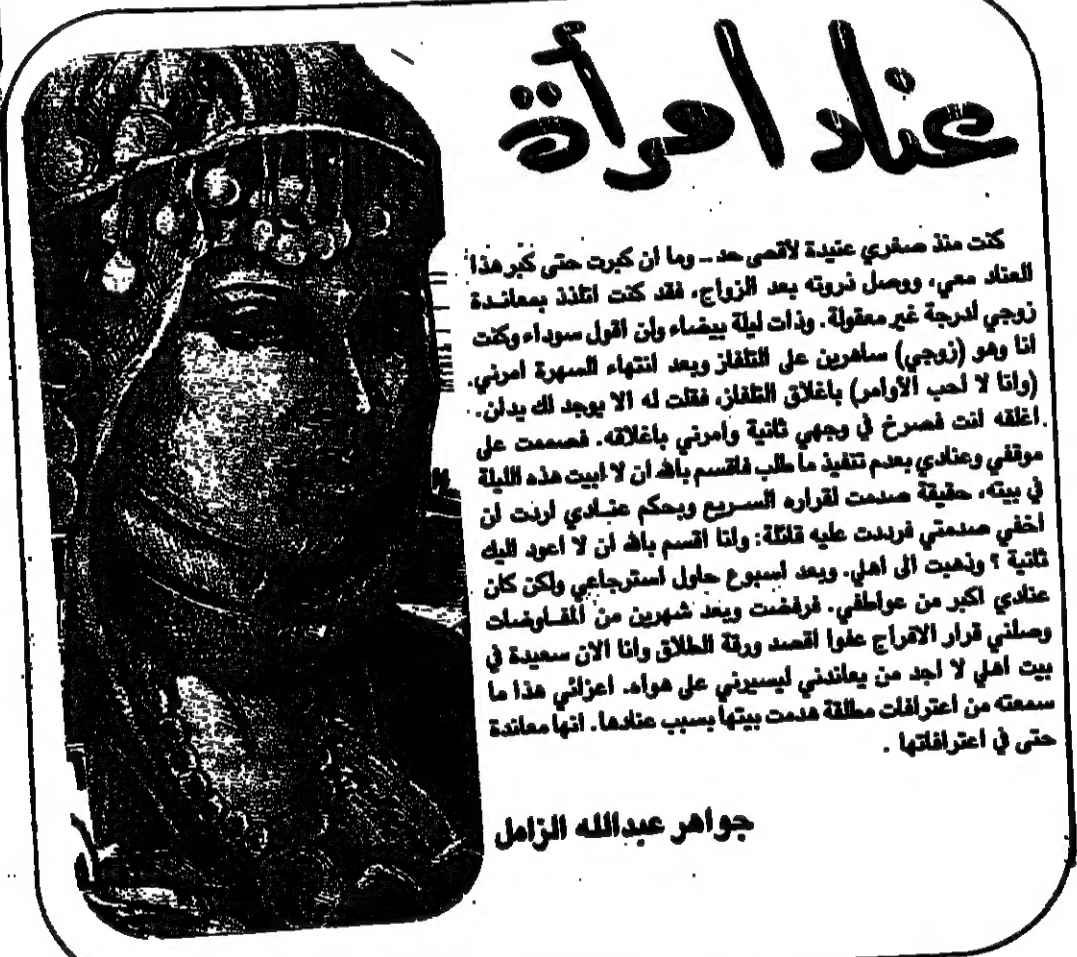 عناد امرأة
كنت منذ صغري عنيدة لأقصى حد ــ وما ان كبرت حتى كبر هذا
العناد معي، ووصل ذروته بعد الزواج، فقد كنت اتلذذ بمعاندة
زوجي لدرجة غير معقولة. وذات ليلة بيضاء ولن اقول سوداء وكنت
انا وهو (زوجي) ساهرين على التلفاز وبعد انتهاء السهرة امرني.
(وانا لا احب الأوامر) باغلاق التلفاز، فقلت له الا يوجد لك يدان.
اغلقه انت فصرخ في وجهي ثانية وأمرني باغلاقه. فصممت على
موقفي وعنادي بعدم تنفيذ ما طلب فاقسم بالله ان لا ابيت هذه الليلة
في بيته، حقيقة صدمت لقراره السريع وبحكم عنادي اردت ان
اخفي صدمتي فرددت عليه قائلة: وانا اقسم بالله ان لا اعود اليك
ثانية ؟ وذهبت الى اهلي. وبعد اسبوع حاول استرجاعي ولكن كان
عنادي اكبر من عواطفي. فرفضت وبعد شهرين من المفاوضات
وصلني قرار الافراج عفوا اقصد ورقة الطلاق وانا الان سعيدة في
بيت اهلي لا اجد من يعاندني ليسيرني على هواه. اعزائي هذا ما
سمعته من اعترافات مطلقة هدمت بيتها بسبب عنادها. انها معاندة
حتى في اعترافاتها .
جواهر عبدالله الزامل